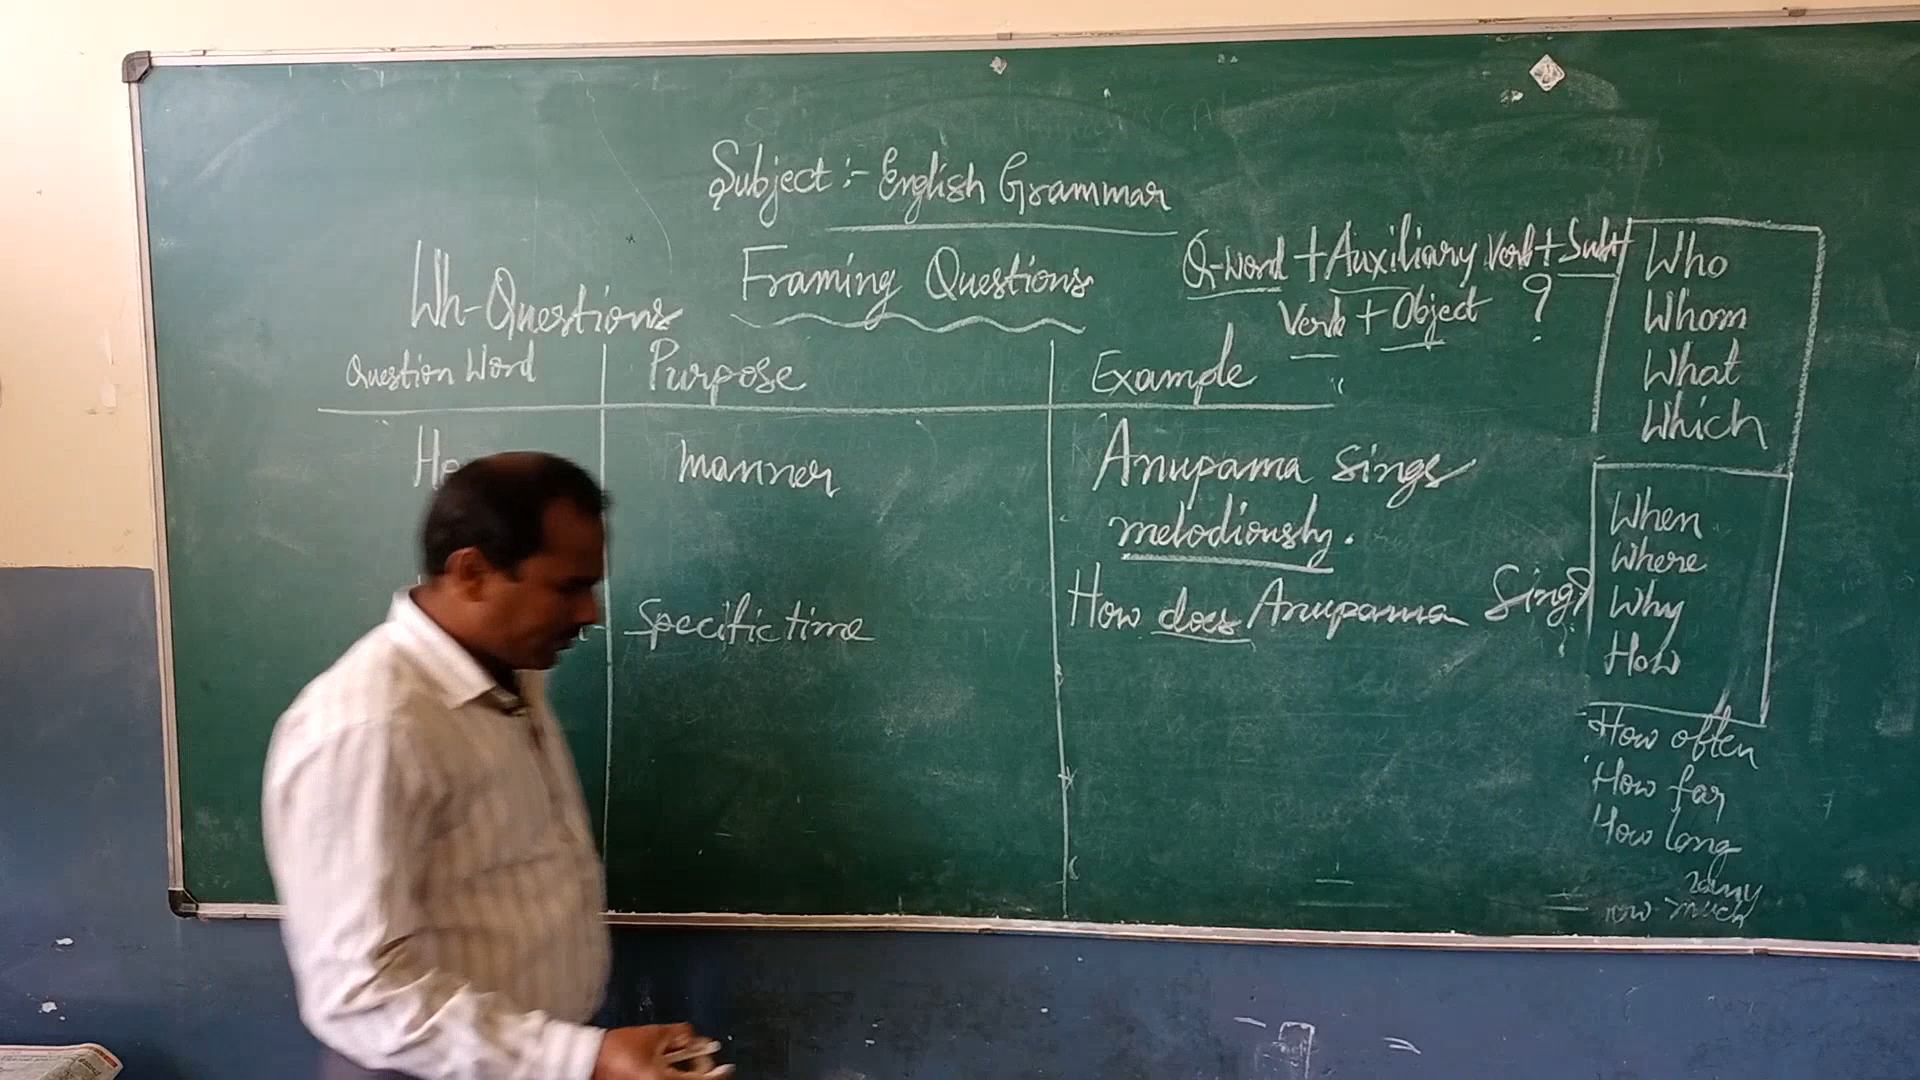 Subject :- English Grammar
Wh-Questions
Framing Questions
Q-word + Auxiliary Verb +
Verb + Object ?
Question Word
Purpose
Example
manner
Anupama sings
melodiously.
Specific time
How does Anupama Sing?
Who
Whom
What
Which
When
Where
Why
How
How often
How far
How long
much